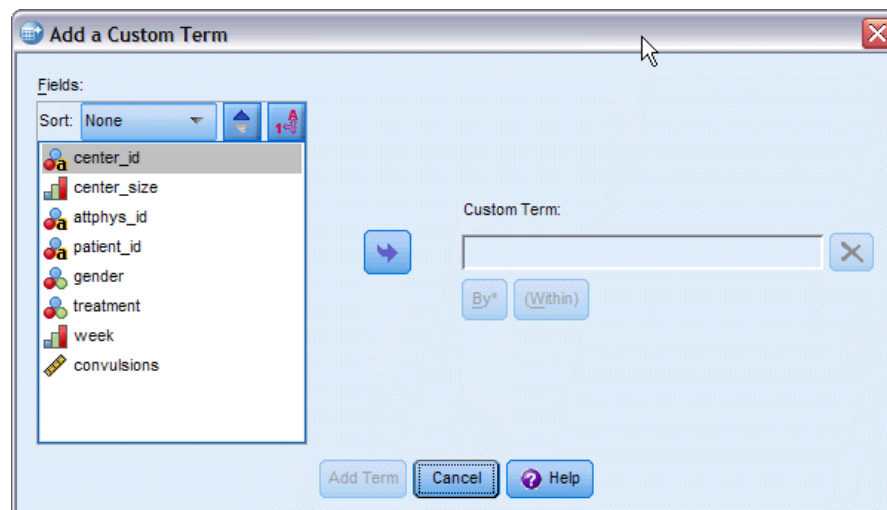 Add a Custom Term
Fields:
Sort: None
center_id
center_size
attphys_id
patient_id
gender
treatment
week
convulsions
Custom Term:
By* (Within)
Add Term Cancel Help